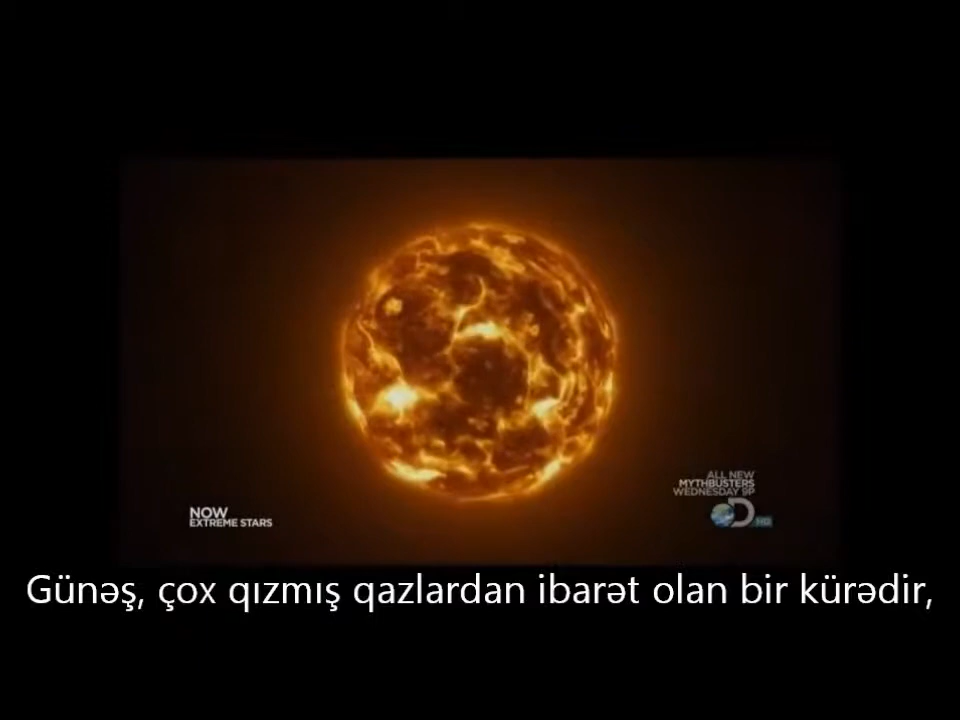 ALL NEW
MYTHBUSTERS
WEDNESDAY 9P
NOW
EXTREME STARS
D HD
Günəş, çox qızmış qazlardan ibarət olan bir kürədir,